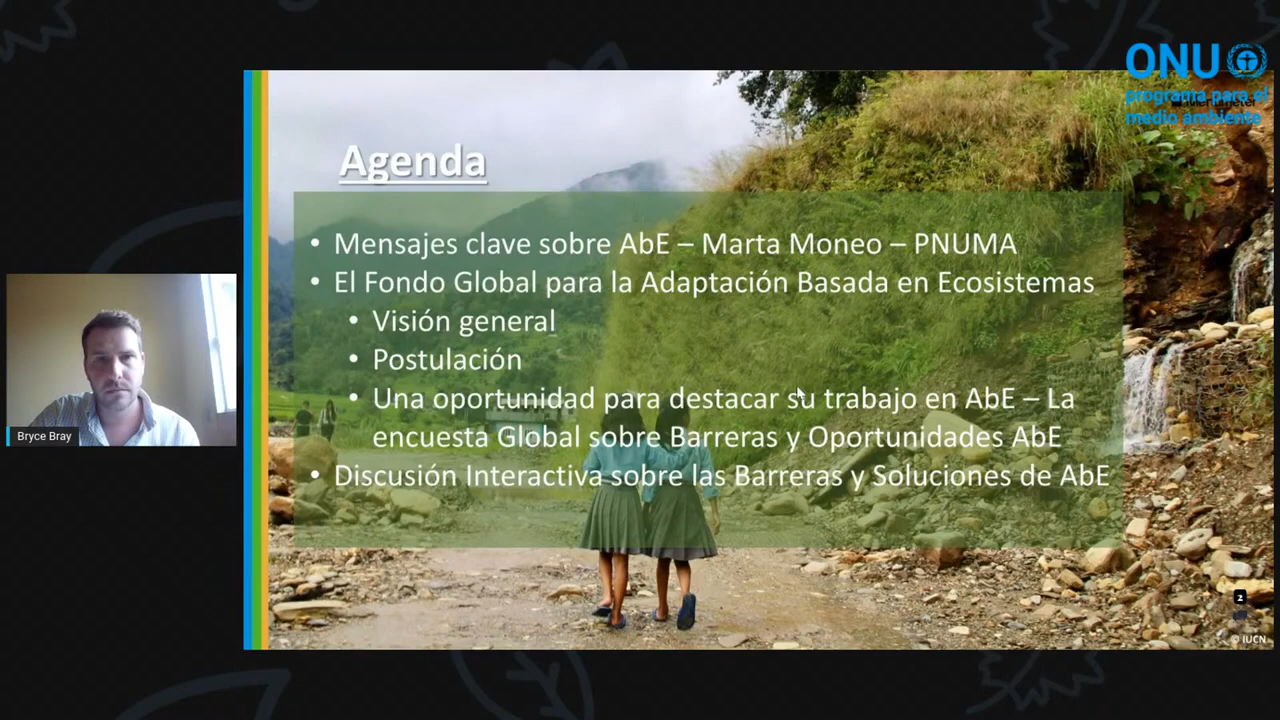 ONU
programa para el
medio ambiente
Agenda
• Mensajes clave sobre AbE – Marta Moneo – PNUMA
• El Fondo Global para la Adaptación Basada en Ecosistemas
• Visión general
• Postulación
• Una oportunidad para destacar su trabajo en AbE – La
encuesta Global sobre Barreras y Oportunidades AbE
• Discusión Interactiva sobre las Barreras y Soluciones de AbE
Bryce Bray
2
© IUCN